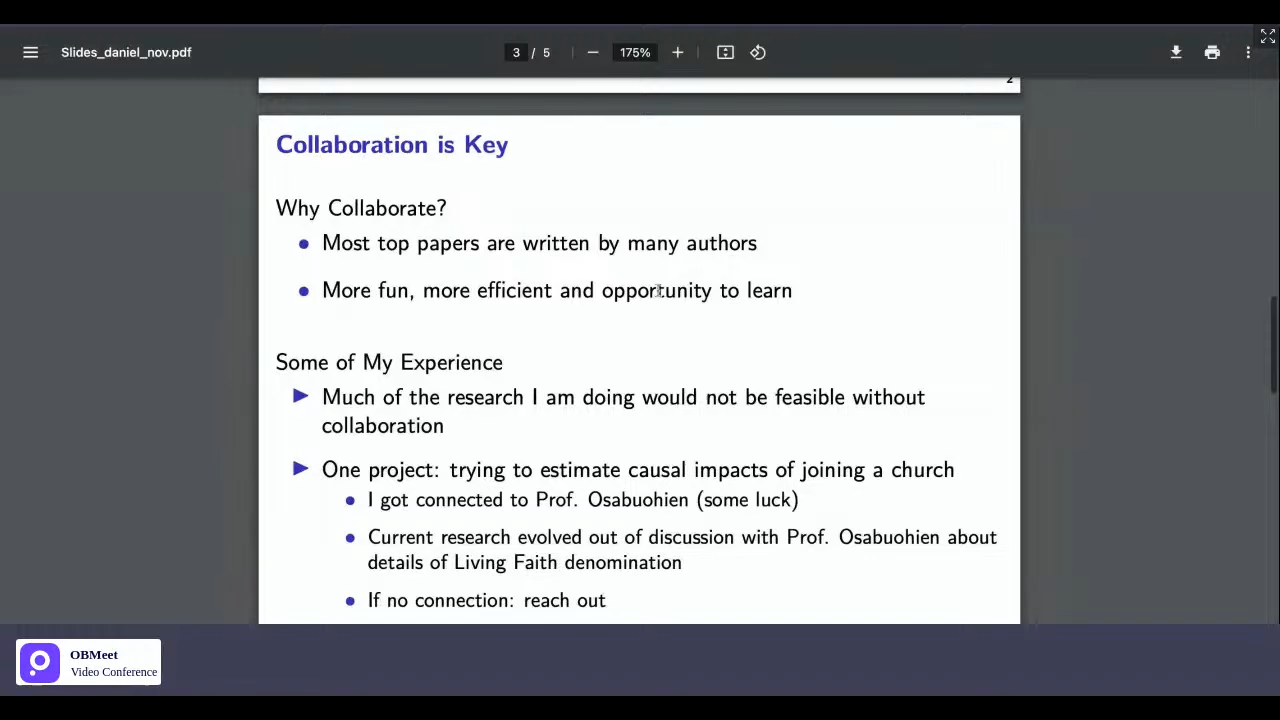 Slides_daniel_nov.pdf
3 / 5
175%
2
Collaboration is Key
Why Collaborate?
Most top papers are written by many authors
More fun, more efficient and opportunity to learn
Some of My Experience
Much of the research I am doing would not be feasible without
collaboration
One project: trying to estimate causal impacts of joining a church
I got connected to Prof. Osabuohien (some luck)
Current research evolved out of discussion with Prof. Osabuohien about
details of Living Faith denomination
If no connection: reach out
OBMeet
Video Conference